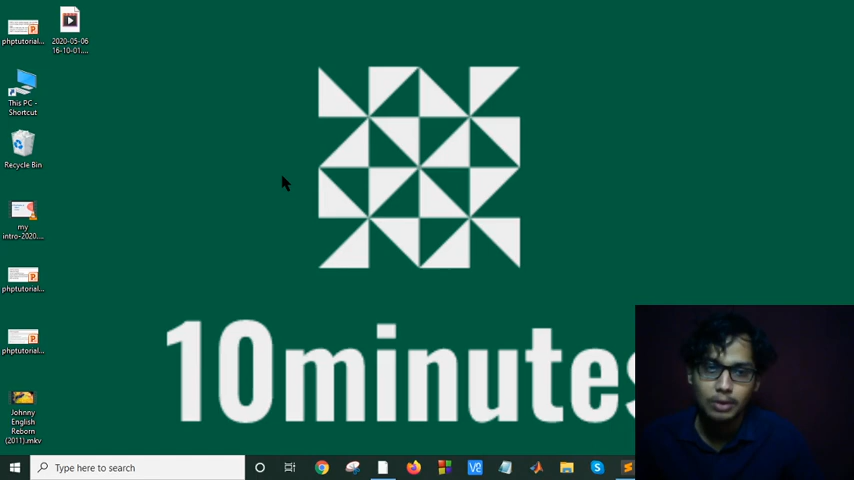 phptutorial...
2020-05-06
16-10-01....
This PC -
Shortcut
Recycle Bin
my
intro-2020....
phptutorial...
phptutorial...
Johnny
English
Reborn
(2011).mkv
10minutes
Type here to search